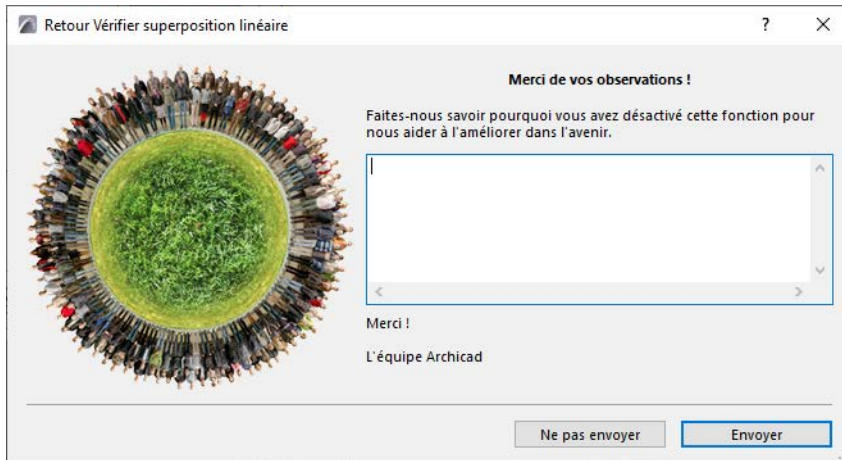 Retour Vérifier superposition linéaire
?
Merci de vos observations !
Faites-nous savoir pourquoi vous avez désactivé cette fonction pour
nous aider à l'améliorer dans l'avenir.
Merci !
L'équipe Archicad
Ne pas envoyer
Envoyer